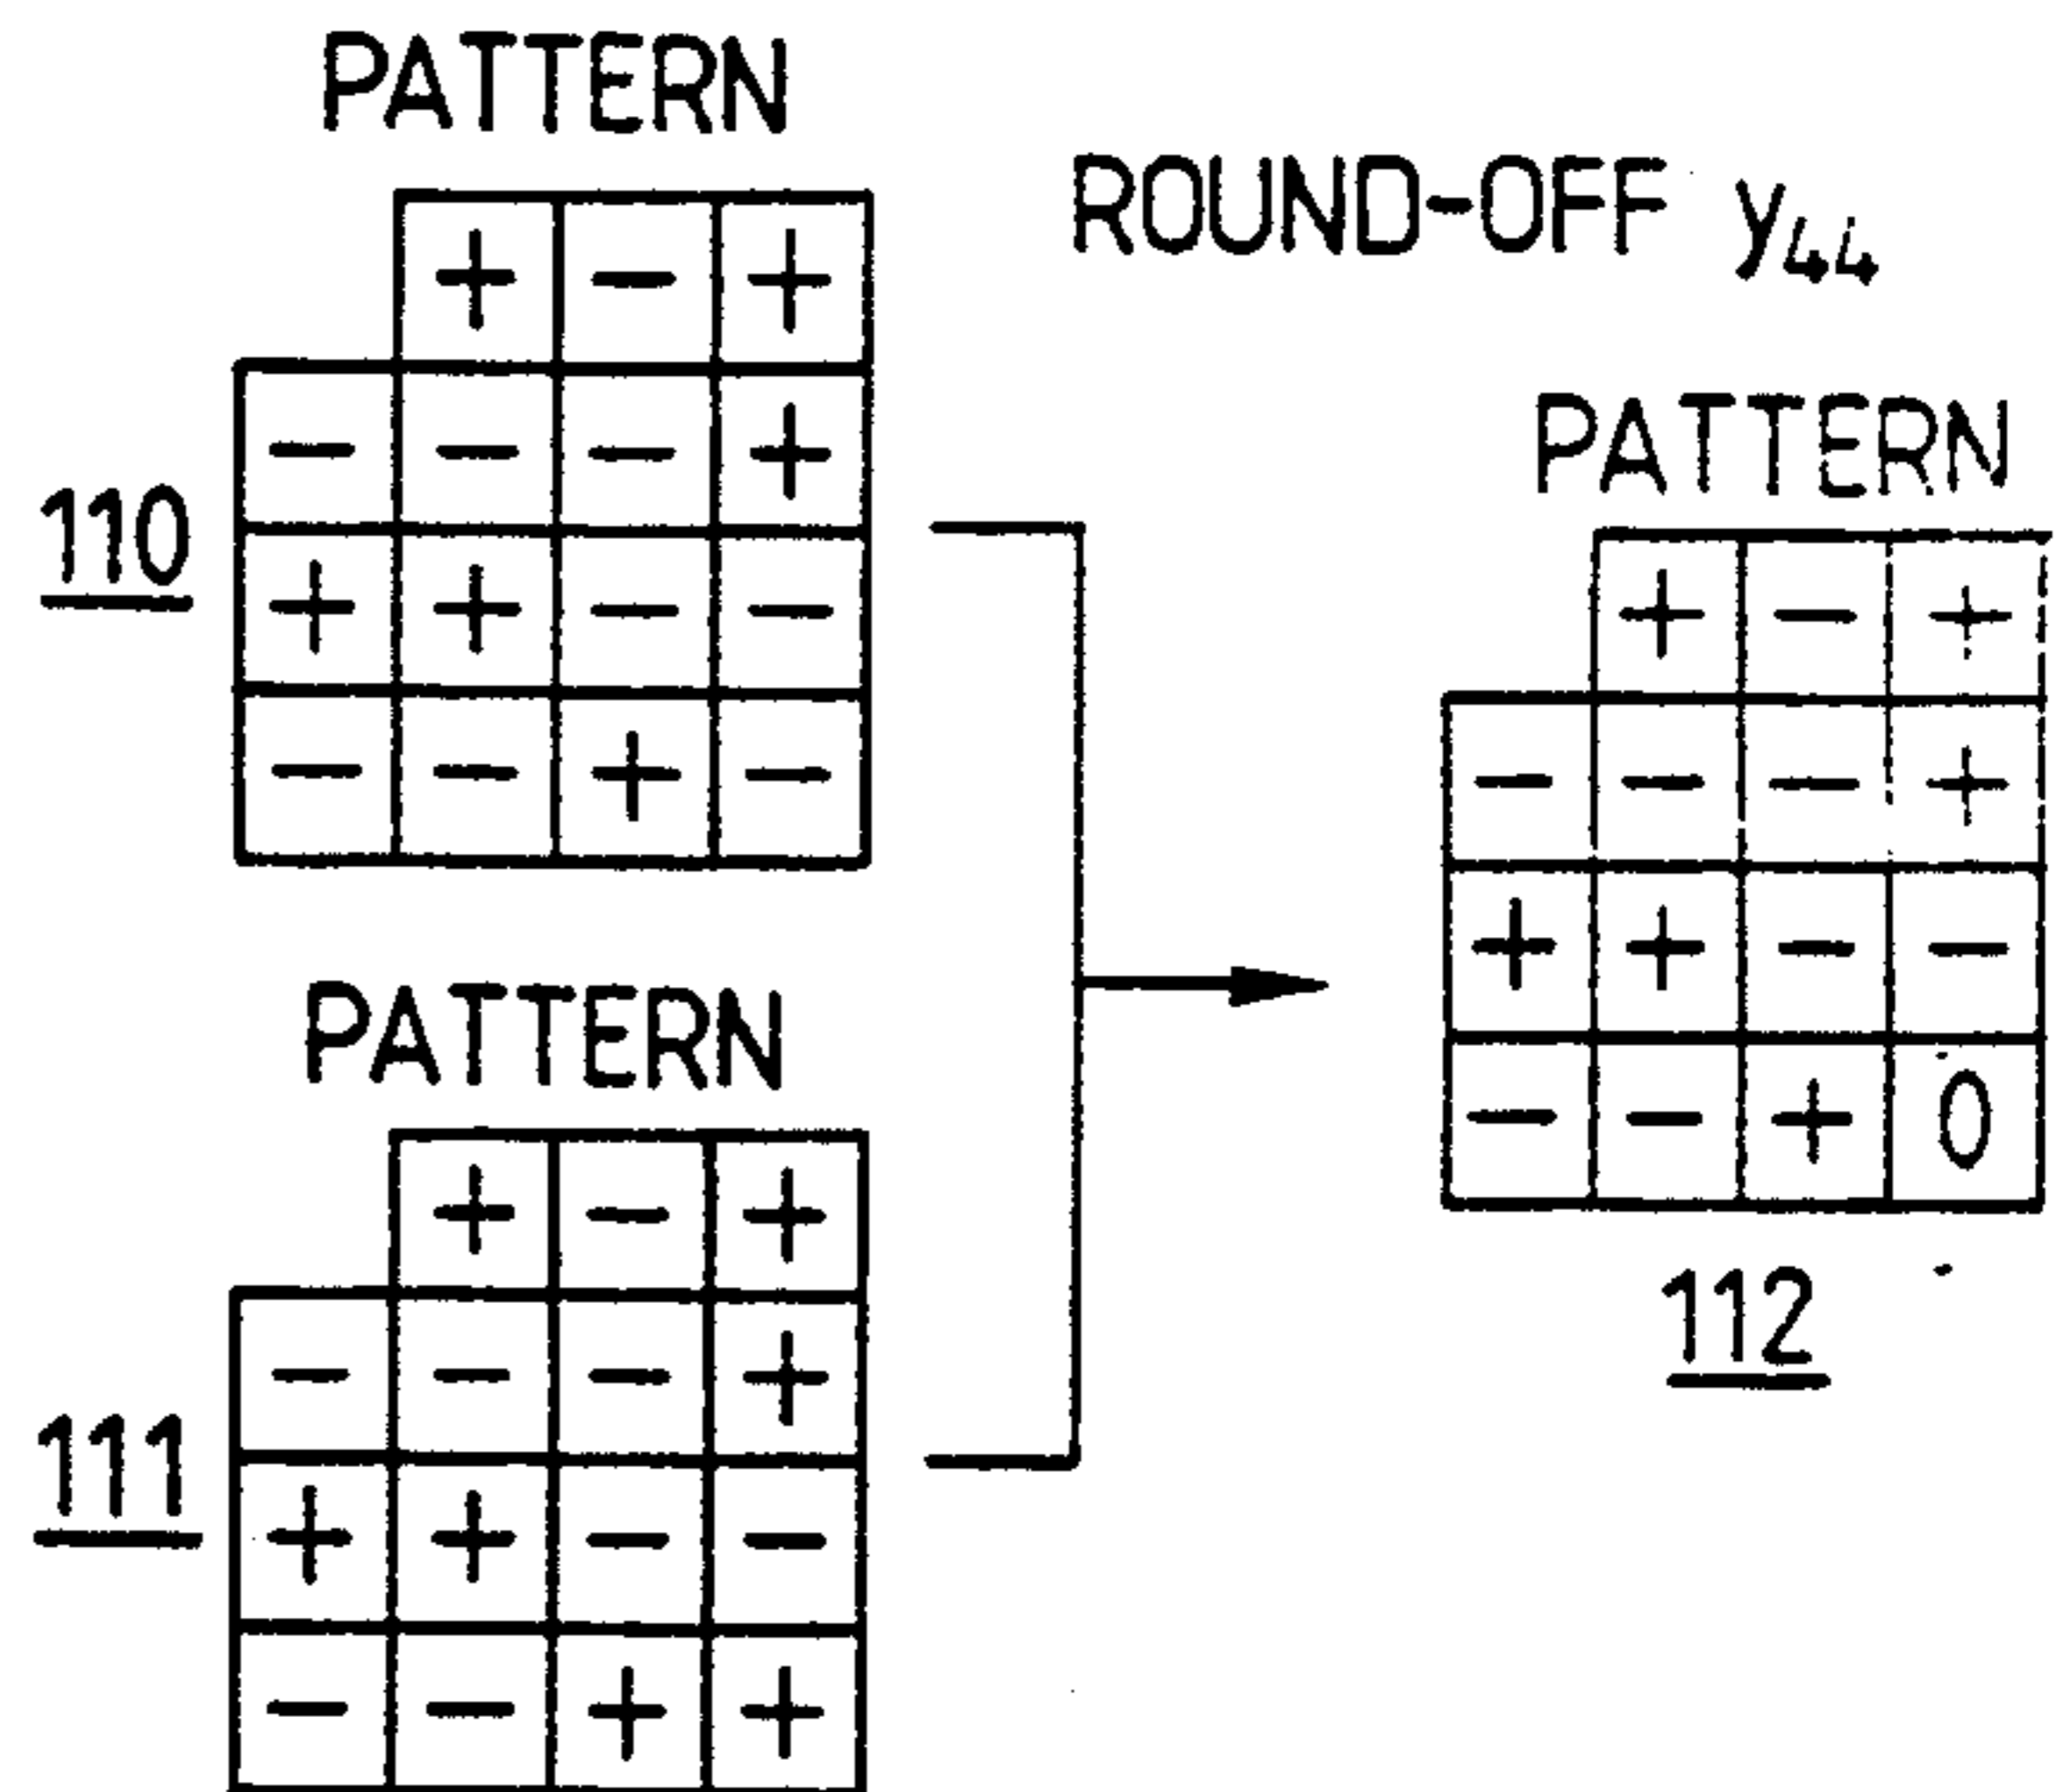 PATTERN
+ - +
- - - +
110
+ + - -
- - + -
ROUND-OFF y44
PATTERN
+ - +
- - - +
111
+ + - -
- - + +
PATTERN
+ - +
- - - +
+ + - -
- - + 0
112